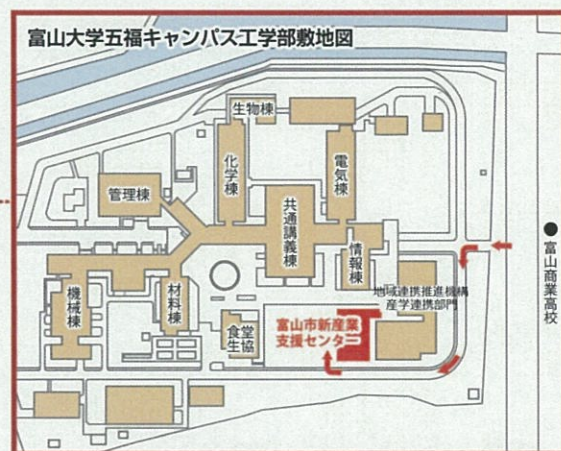 富山大学五福キャンパス工学部敷地図
生物棟
化学棟
電気棟
管理棟
共通講義棟
情報棟
機械棟
材料棟
食堂
生協
地域連携推進機構
産学連携部門
富山市新産業
支援センター
●富山商業高校